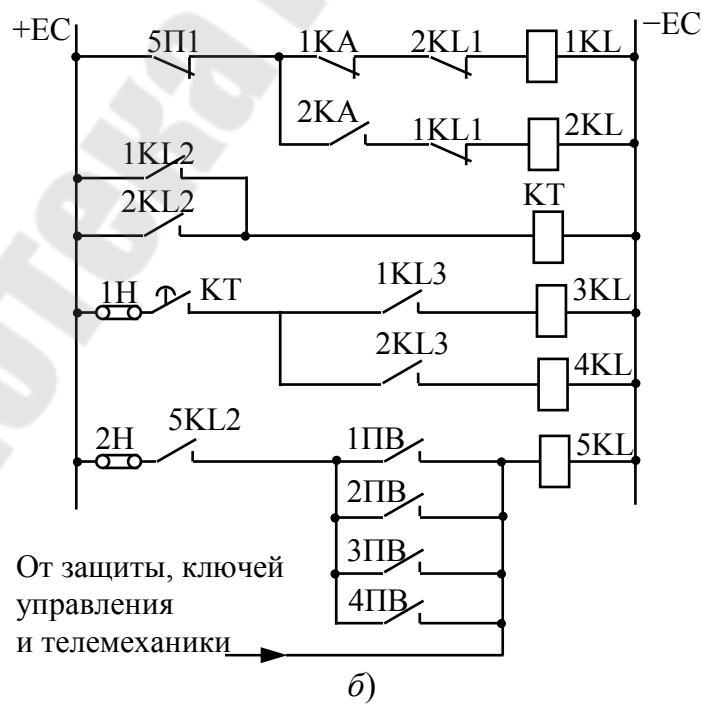 +EC −EC
5П1 1KA 2KL1 1KL
2KA 1KL1 2KL
1KL2
2KL2 KT
1H KT 1KL3 3KL
2KL3 4KL
2H 5KL2 1ПВ 5KL
2ПВ
3ПВ
4ПВ
От защиты, ключей
управления
и телемеханики
б)